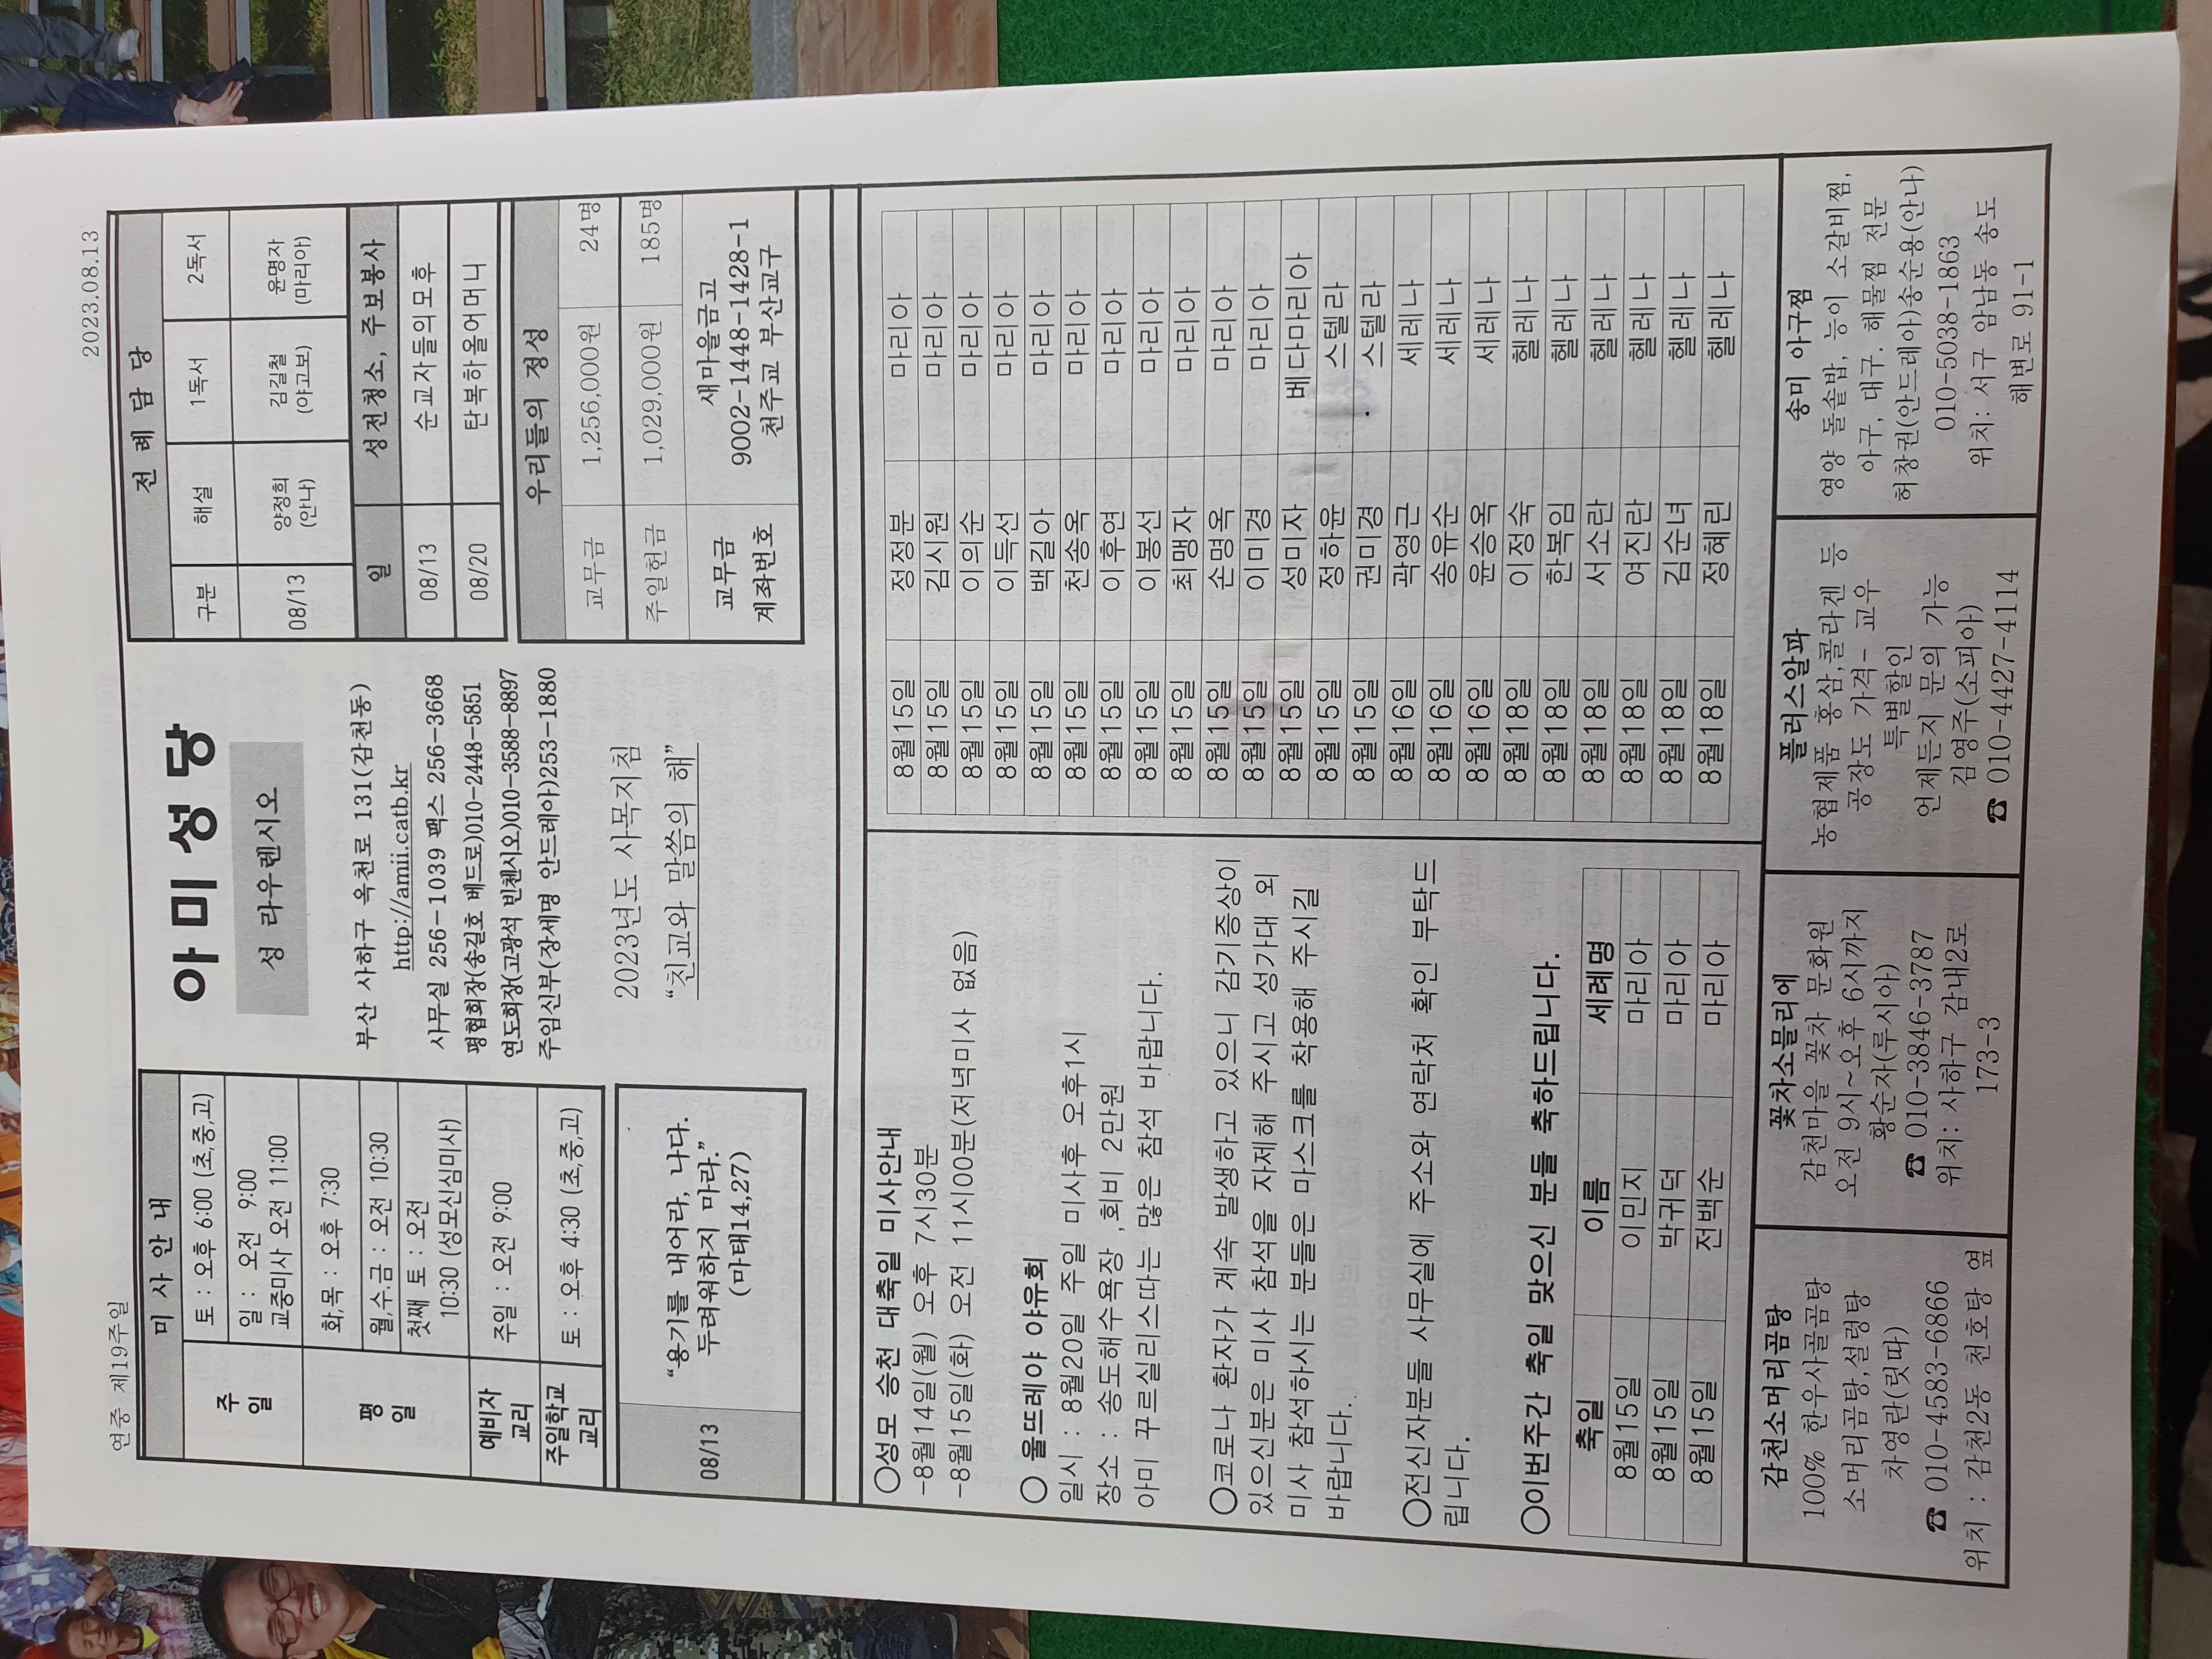 연중 제19주일
2023.08.13
미 사 안 내
주일
토 : 오후 6:00 (초,중,고)
일 : 오전 9:00
교중미사 오전 11:00
평일
화,목 : 오후 7:30
월,수,금 : 오전 10:30
첫째 토 : 오전
10:30 (성모신심미사)
예비자 교리
주일 : 오전 9:00
주일학교 교리
토 : 오후 4:30 (초,중,고)
08/13
“용기를 내어라, 나다.
두려워하지 마라.”
(마태14,27)
아미성당
성 라우렌시오
부산 사하구 옥천로 131(감천동)
http://amii.catb.kr
사무실 256-1039 팩스 256-3668
평협회장(송길호 베드로)010-2448-5851
연도회장(고광석 빈첸시오)010-3588-8897
주임신부(장세명 안드레아)253-1880
2023년도 사목지침
“친교와 말씀의 해”
전 례 담 당
구분 해설 1독서 2독서
08/13 양정희 (안나) 김길철 (야고보) 윤명자 (마리아)
일 성전청소, 주보봉사
08/13 순교자들의모후
08/20 탄복하올어머니
우리들의 정성
교무금 1,256,000원 24명
주일헌금 1,029,000원 185명
교무금 계좌번호
새마을금고
9002-1448-1428-1
천주교 부산교구
○성모 승천 대축일 미사안내
-8월14일(월) 오후 7시30분
-8월15일(화) 오전 11시00분(저녁미사 없음)
○ 울뜨레야 야유회
일시 : 8월20일 주일 미사후 오후1시
장소 : 송도해수욕장 ,회비 2만원
아미 꾸르실리스따는 많은 참석 바랍니다.
○코로나 환자가 계속 발생하고 있으니 감기증상이
있으신분은 미사 참석을 자제해 주시고 성가대 외
미사 참석하시는 분들은 마스크를 착용해 주시길
바랍니다.
○전신자분들 사무실에 주소와 연락처 확인 부탁드
립니다.
○이번주간 축일 맞으신 분들 축하드립니다.
축일 이름 세례명
8월15일 이민지 마리아
8월15일 박귀덕 마리아
8월15일 전백순 마리아
8월15일 정정분 마리아
8월15일 김시원 마리아
8월15일 이의순 마리아
8월15일 이득선 마리아
8월15일 백길아 마리아
8월15일 천송옥 마리아
8월15일 이후연 마리아
8월15일 이봉선 마리아
8월15일 최맹자 마리아
8월15일 손명옥 마리아
8월15일 이미경 마리아
8월15일 성미자 베다마리아
8월15일 정하윤 스텔라
8월15일 권미경 스텔라
8월16일 곽영근 세레나
8월16일 송유순 세레나
8월16일 윤승옥 세레나
8월18일 이정숙 헬레나
8월18일 한복임 헬레나
8월18일 서소란 헬레나
8월18일 여진란 헬레나
8월18일 김순녀 헬레나
8월18일 정혜린 헬레나
감천소머리곰탕
100% 한우사골곰탕
소머리곰탕,설렁탕
차영란(릿따)
☎ 010-4583-6866
위치 : 감천2동 천호탕 옆
꽃차소믈리에
감천마을 꽃차 문화원
오전 9시~오후 6시까지
황순자(루시아)
☎ 010-3846-3787
위치: 사하구 감내2로
173-3
플러스알파
농협제품 홍삼,콜라겐 등
공장도 가격- 교우
특별할인
언제든지 문의 가능
김영주(소피아)
☎ 010-4427-4114
송미 아구찜
영양 돌솥밥, 능이 소갈비찜,
아구, 대구, 해물찜 전문
허창권(안드레아)송순용(안나)
010-5038-1863
위치: 서구 암남동 송도
해변로 91-1